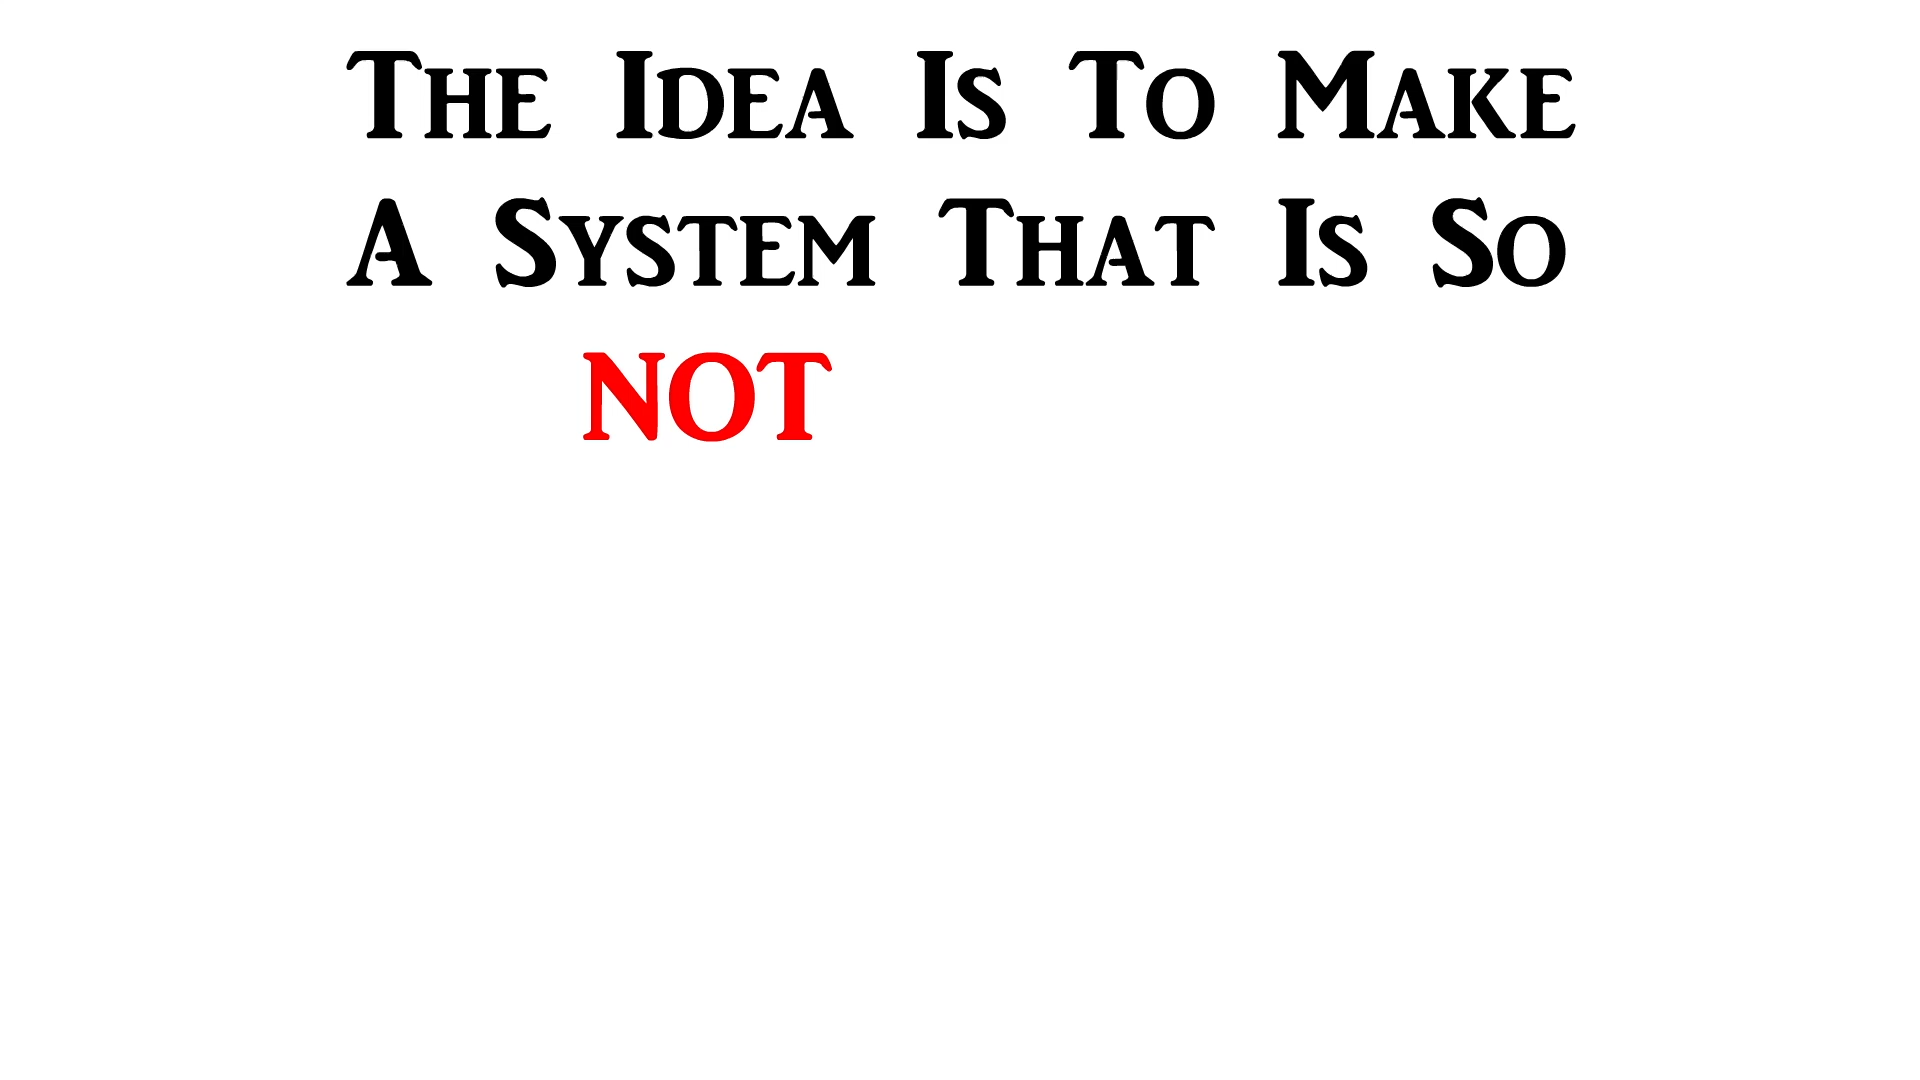 The Idea Is To Make
A System That Is So
NOT